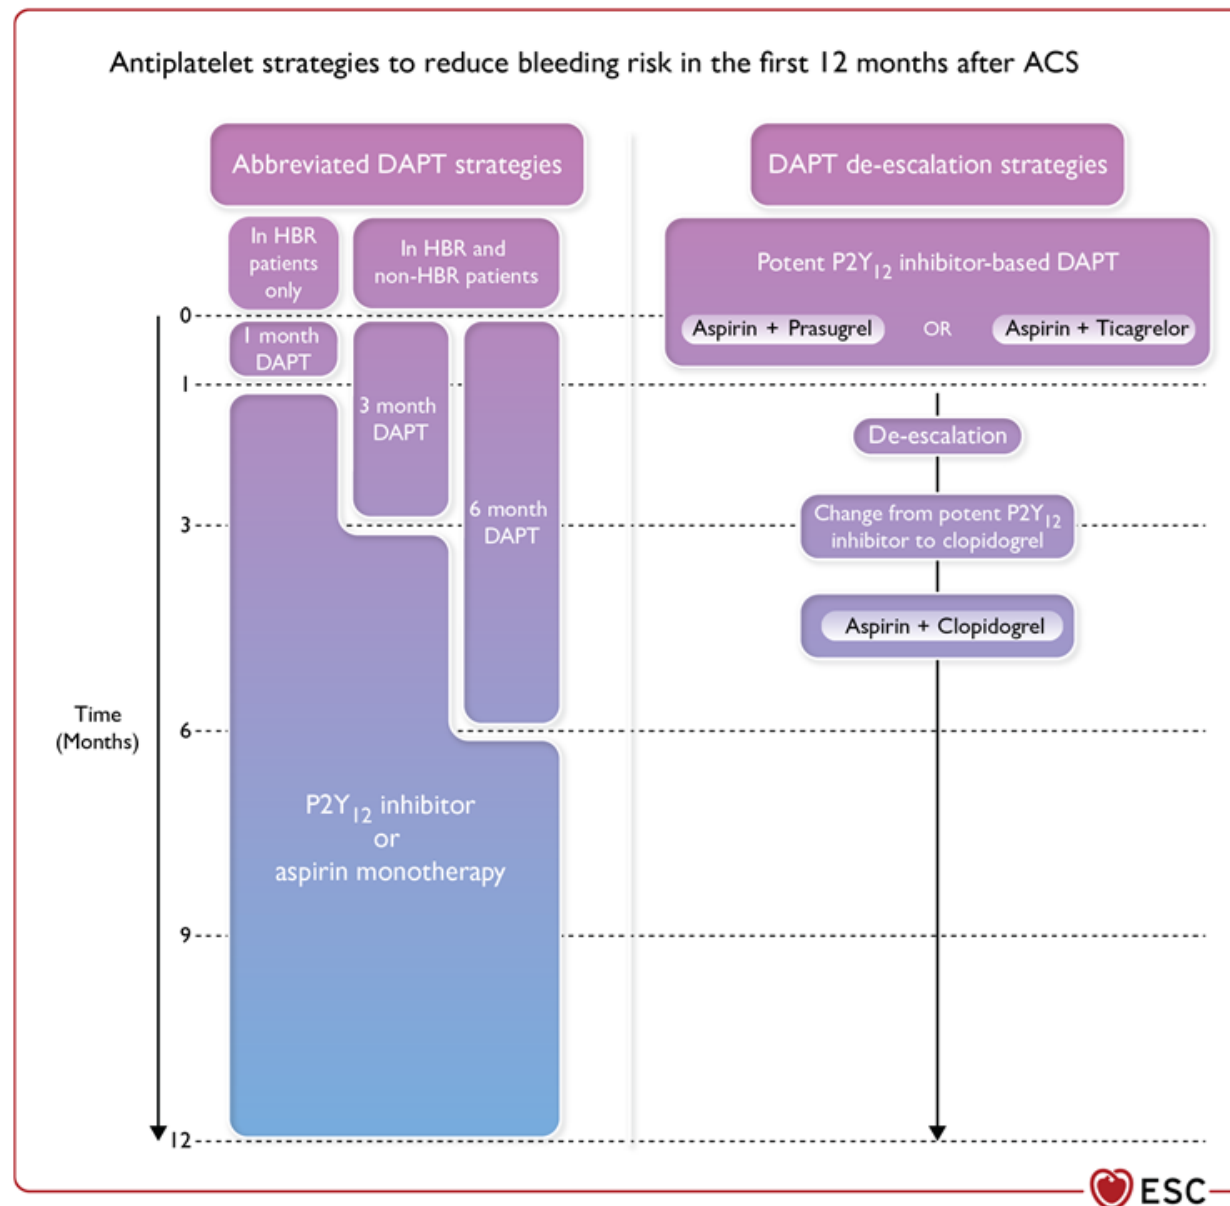 Antiplatelet strategies to reduce bleeding risk in the first 12 months after ACS
Abbreviated DAPT strategies
In HBR
patients
only
In HBR and
non-HBR patients
1 month
DAPT
3 month
DAPT
6 month
DAPT
P2Y12 inhibitor
or
aspirin monotherapy
Time
(Months)
0
1
3
6
9
12
DAPT de-escalation strategies
Potent P2Y12 inhibitor-based DAPT
Aspirin + Prasugrel OR Aspirin + Ticagrelor
De-escalation
Change from potent P2Y12
inhibitor to clopidogrel
Aspirin + Clopidogrel
ESC